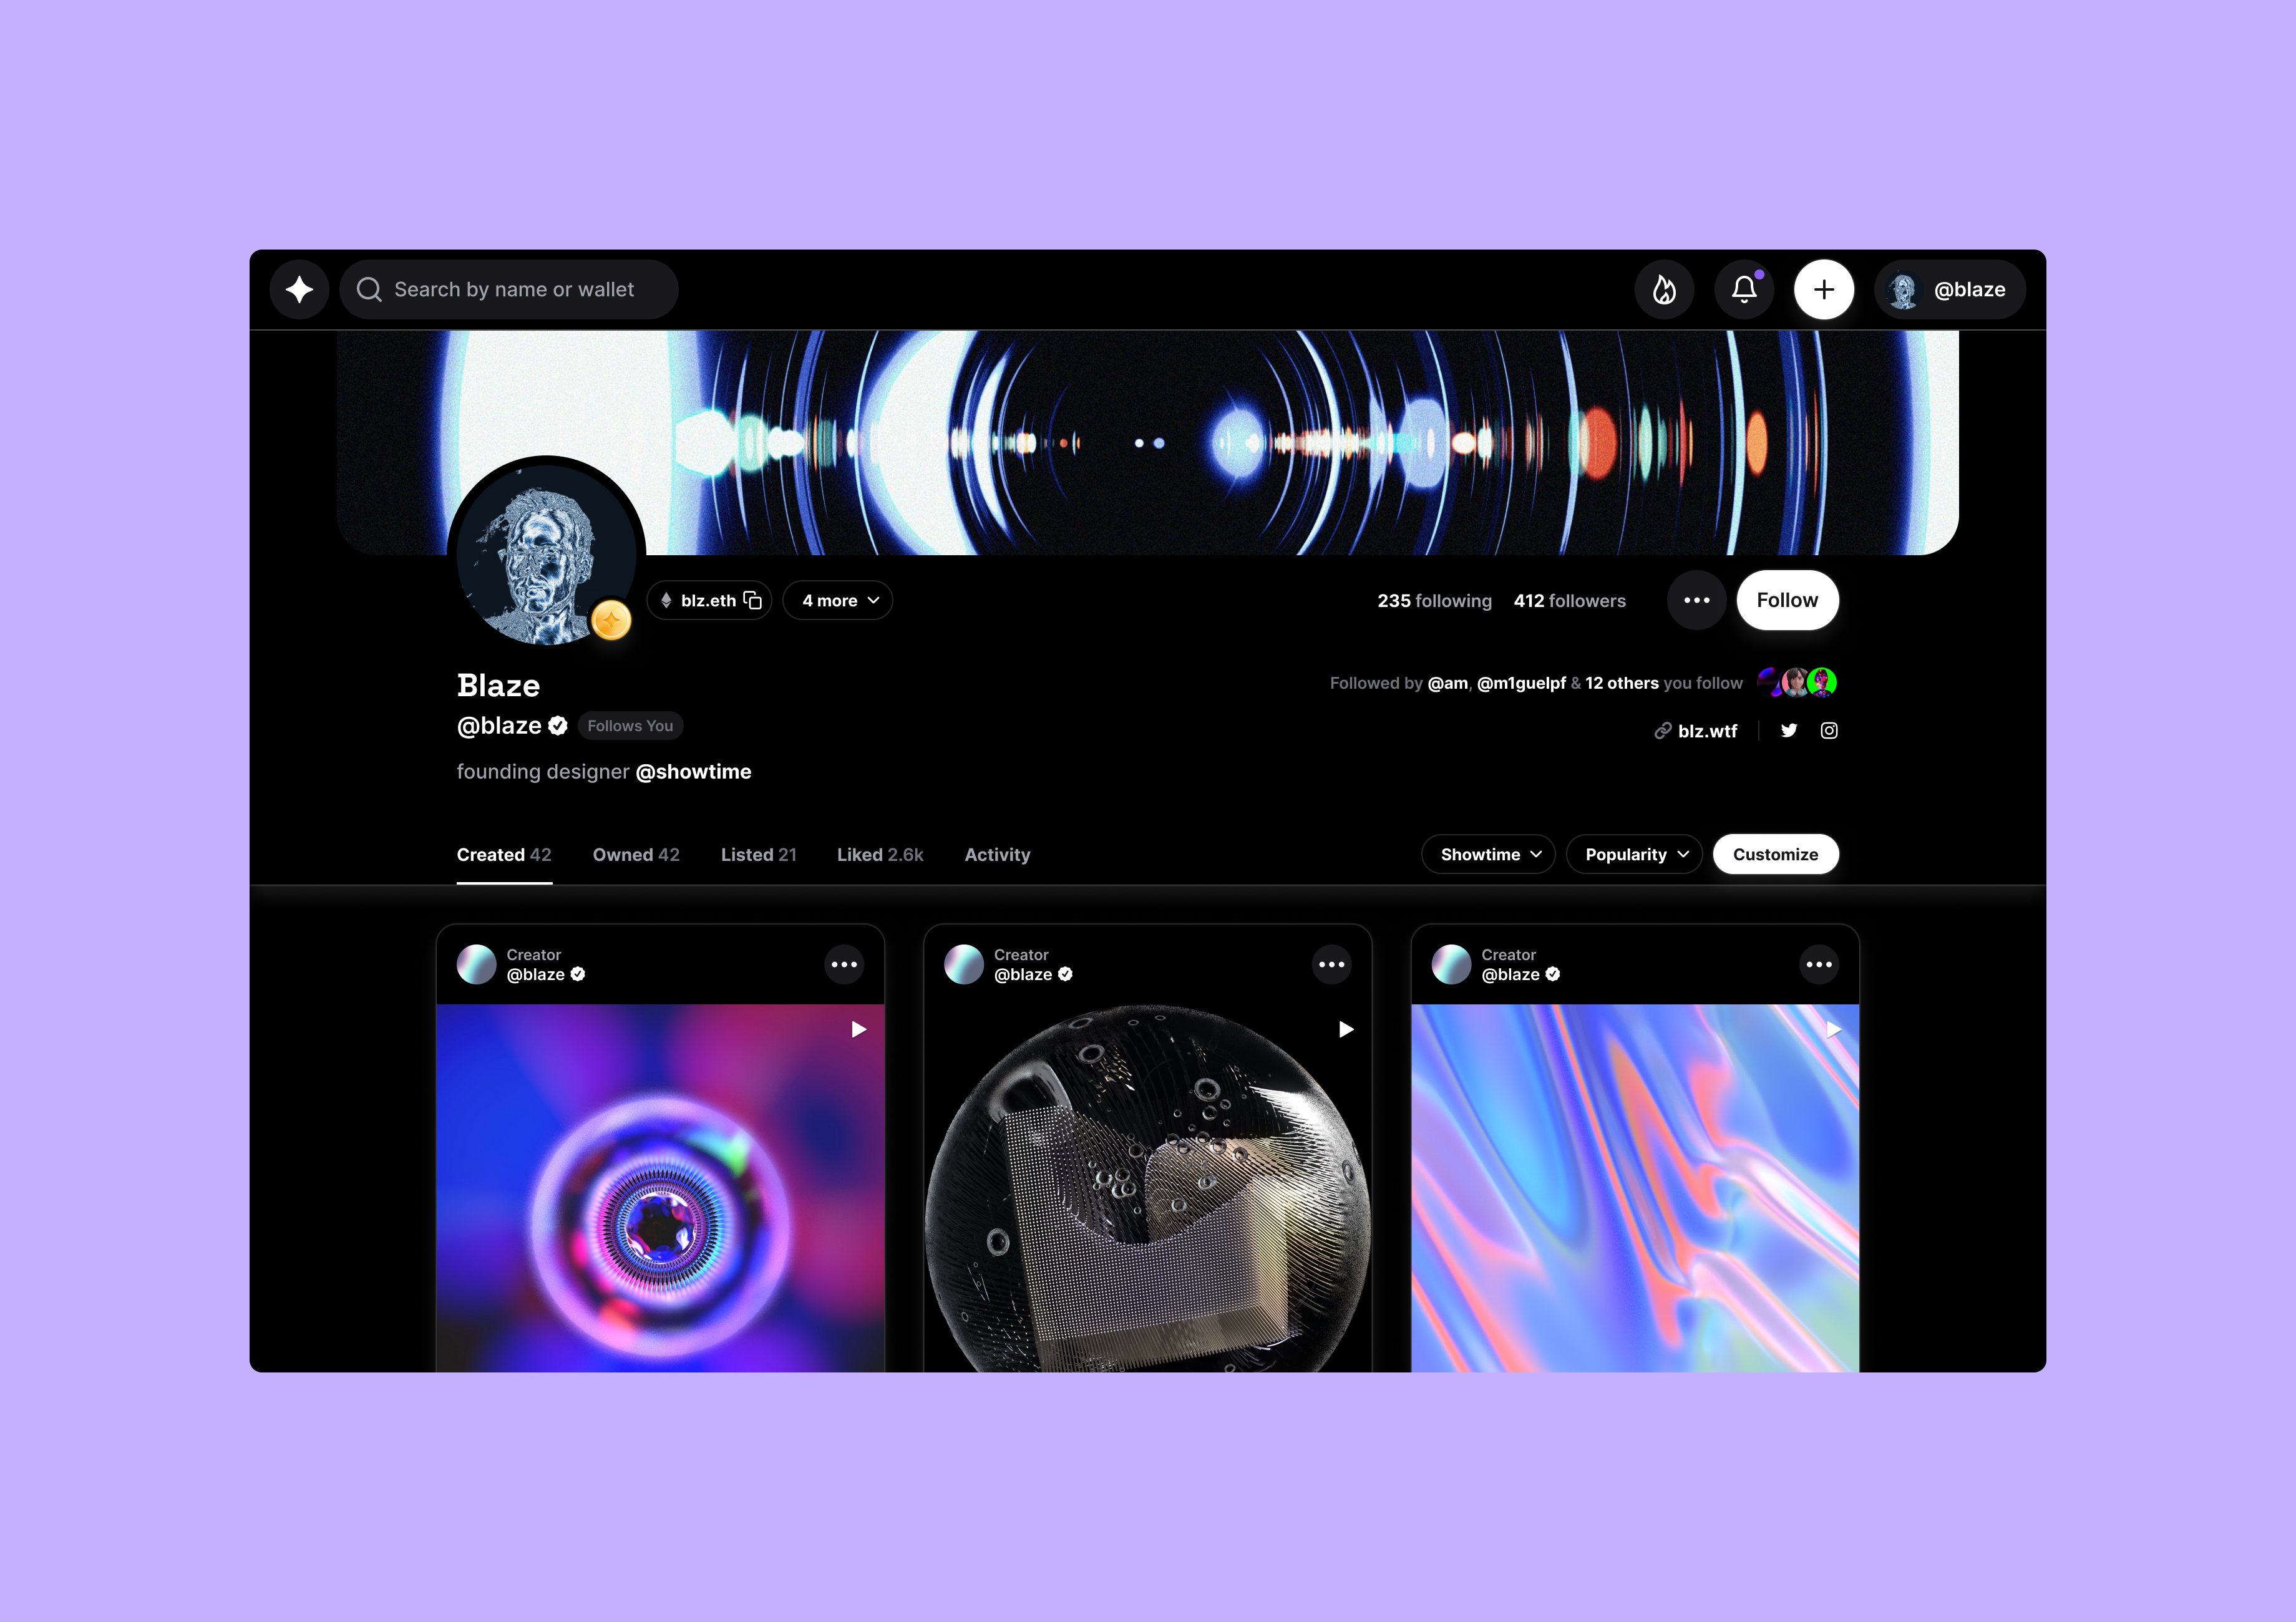 Search by name or wallet
@blaze
blz.eth
4 more
235 following
412 followers
Follow
Blaze
Followed by @am, @m1guelpf & 12 others you follow
@blaze
Follows You
blz.wtf
founding designer @showtime
Created 42
Owned 42
Listed 21
Liked 2.6k
Activity
Showtime
Popularity
Customize
Creator
@blaze
Creator
@blaze
Creator
@blaze